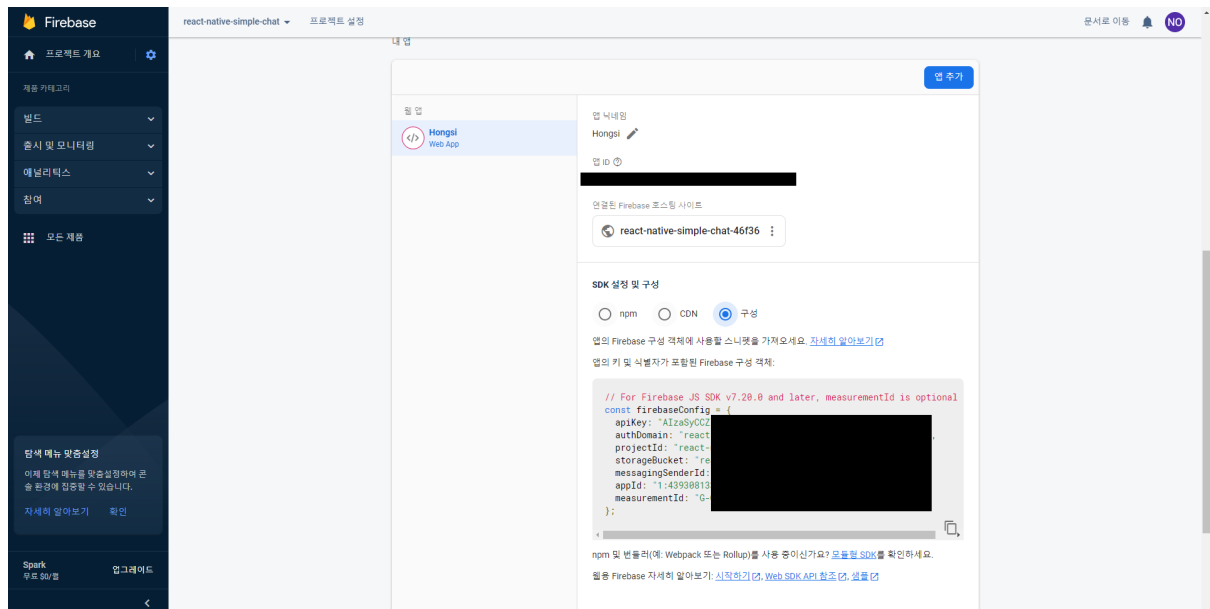 Firebase
react-native-simple-chat
프로젝트 설정
문서로 이동
NO
프로젝트 개요
제품 카테고리
빌드
출시 및 모니터링
애널리틱스
참여
모든 제품
탐색 메뉴 맞춤설정
이제 탐색 메뉴를 맞춤설정하여 콘
솔 환경에 집중할 수 있습니다.
자세히 알아보기
확인
Spark
무료 $0/월
업그레이드
내 앱
앱 추가
웹 앱
Hongsi
Web App
앱 닉네임
Hongsi
앱 ID
연결된 Firebase 호스팅 사이트
react-native-simple-chat-46f36
SDK 설정 및 구성
npm
CDN
구성
앱의 Firebase 구성 객체에 사용할 스니펫을 가져오세요. 자세히 알아보기
앱의 키 및 식별자가 포함된 Firebase 구성 객체:
// For Firebase JS SDK v7.20.0 and later, measurementId is optional
const firebaseConfig = {
apiKey: "AIzaSyCCZ
authDomain: "react
projectId: "react-
storageBucket: "re
messagingSenderId:
appId: "1:43930813
measurementId: "G-
};
npm 및 번들러(예: Webpack 또는 Rollup)를 사용 중이신가요? 모듈형 SDK를 확인하세요.
웹용 Firebase 자세히 알아보기: 시작하기, Web SDK API 참조, 샘플